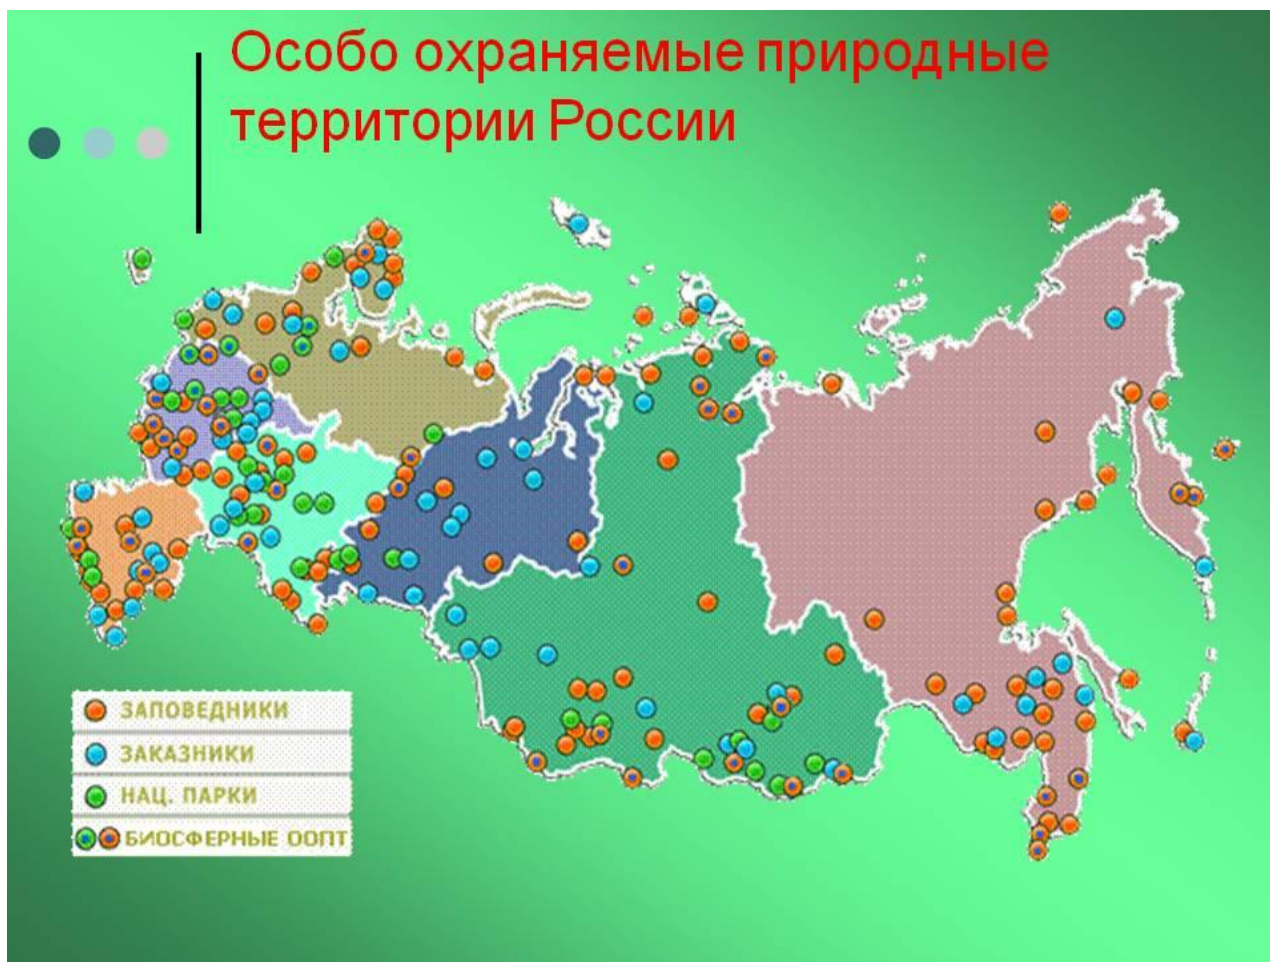 Особо охраняемые природные
территории России
ЗАПОВЕДНИКИ
ЗАКАЗНИКИ
НАЦ. ПАРКИ
БИОСФЕРНЫЕ ООПТ